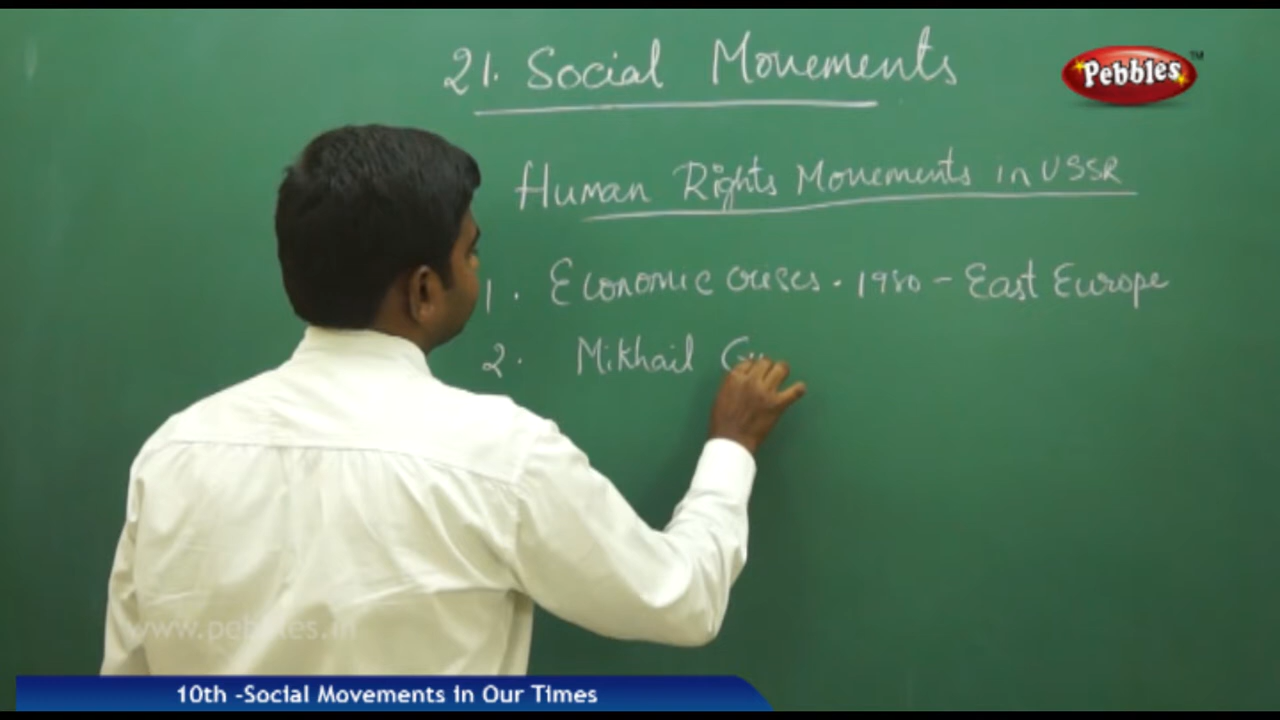 21. Social Movements
Pebbles™
Human Rights Movements in USSR
1. Economic crises. 1980 - East Europe
2. Mikhail
www.pebbles.in
10th -Social Movements in Our Times